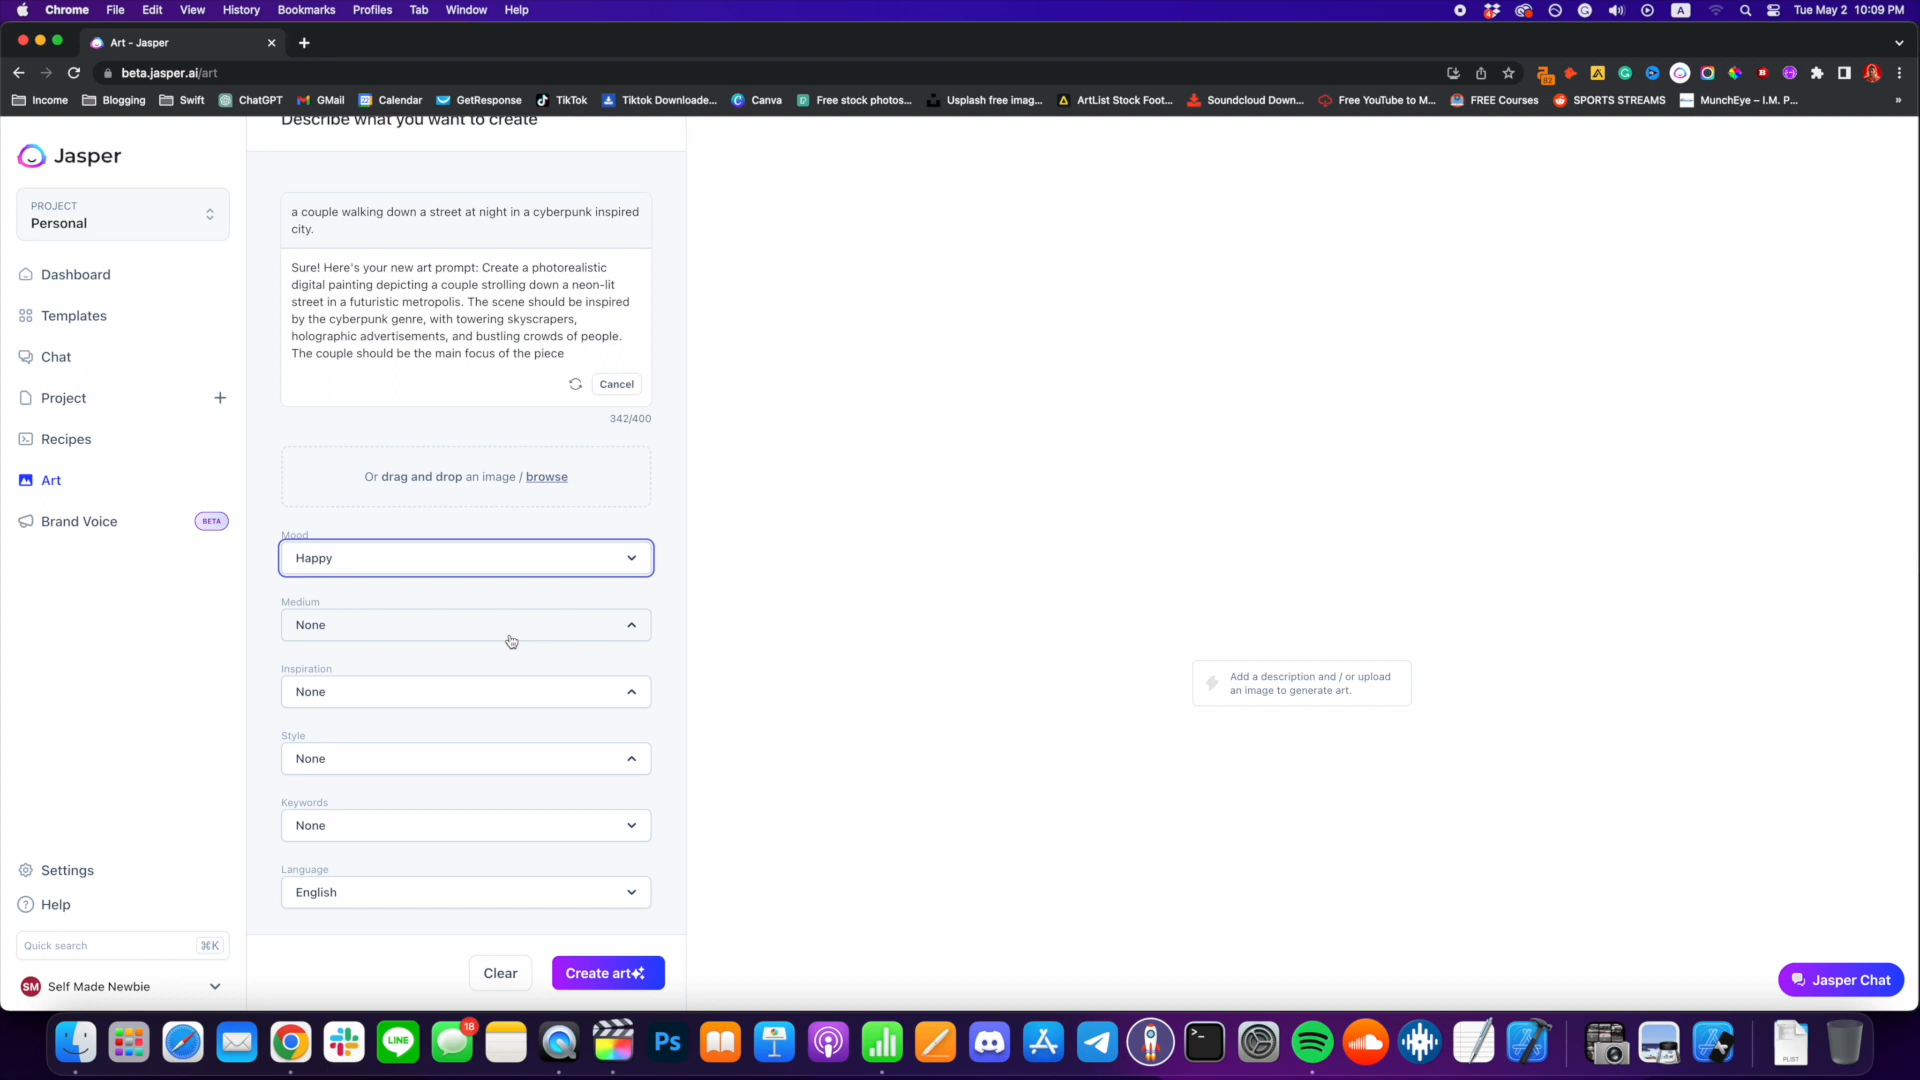 Chrome File Edit View History Bookmarks Profiles Tab Window Help
A
Tue May 2 10:09 PM
Art - Jasper
beta.jasper.ai/art
82
Income Blogging Swift ChatGPT GMail Calendar GetResponse TikTok Tiktok Downloade... Canva Free stock photos... Usplash free imag... ArtList Stock Foot... Soundcloud Down... Free YouTube to M... FREE Courses SPORTS STREAMS MunchEye – I.M. P...
Jasper
PROJECT
Personal
Dashboard
Templates
Chat
Project
Recipes
Art
Brand Voice
BETA
Settings
Help
Quick search
⌘K
SM
Self Made Newbie
Describe what you want to create
a couple walking down a street at night in a cyberpunk inspired
city.
Sure! Here's your new art prompt: Create a photorealistic
digital painting depicting a couple strolling down a neon-lit
street in a futuristic metropolis. The scene should be inspired
by the cyberpunk genre, with towering skyscrapers,
holographic advertisements, and bustling crowds of people.
The couple should be the main focus of the piece
Cancel
342/400
Or drag and drop an image / browse
Mood
Happy
Medium
None
Inspiration
None
Style
None
Keywords
None
Language
English
Clear
Create art
Add a description and / or upload
an image to generate art.
Jasper Chat
LINE
18
Ps
PLIST